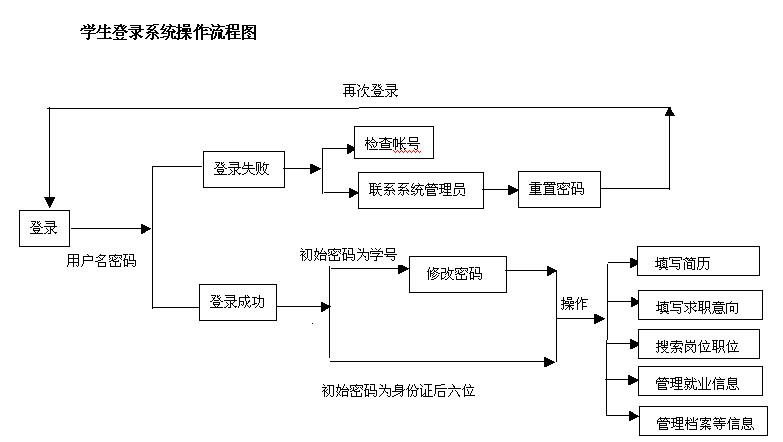 学生登录系统操作流程图
再次登录
检查帐号
登录失败
联系系统管理员
重置密码
登录
用户名密码
初始密码为学号
修改密码
填写简历
登录成功
操作
填写求职意向
搜索岗位职位
管理就业信息
初始密码为身份证后六位
管理档案等信息